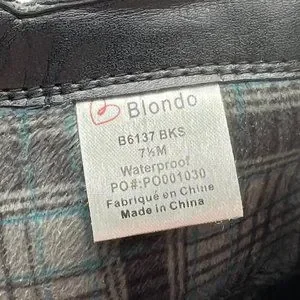 Blondo
B6137 BKS
7½M
Waterproof
PO#:PO001030
Fabriqué en Chine
Made in China